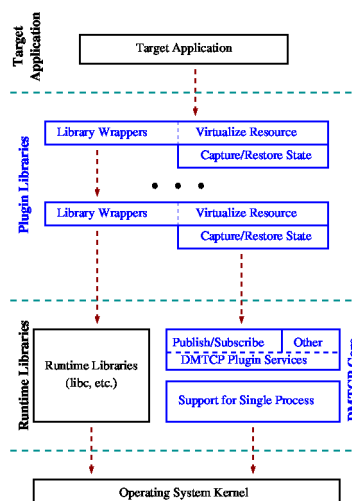 Target
Application
Target Application
Plugin Libraries
Library Wrappers
Virtualize Resource
Capture/Restore State
Library Wrappers
Virtualize Resource
Capture/Restore State
Runtime Libraries
Runtime Libraries
(libc, etc.)
Publish/Subscribe
Other
DMTCP Plugin Services
Support for Single Process
DMTCP Core
Operating System Kernel